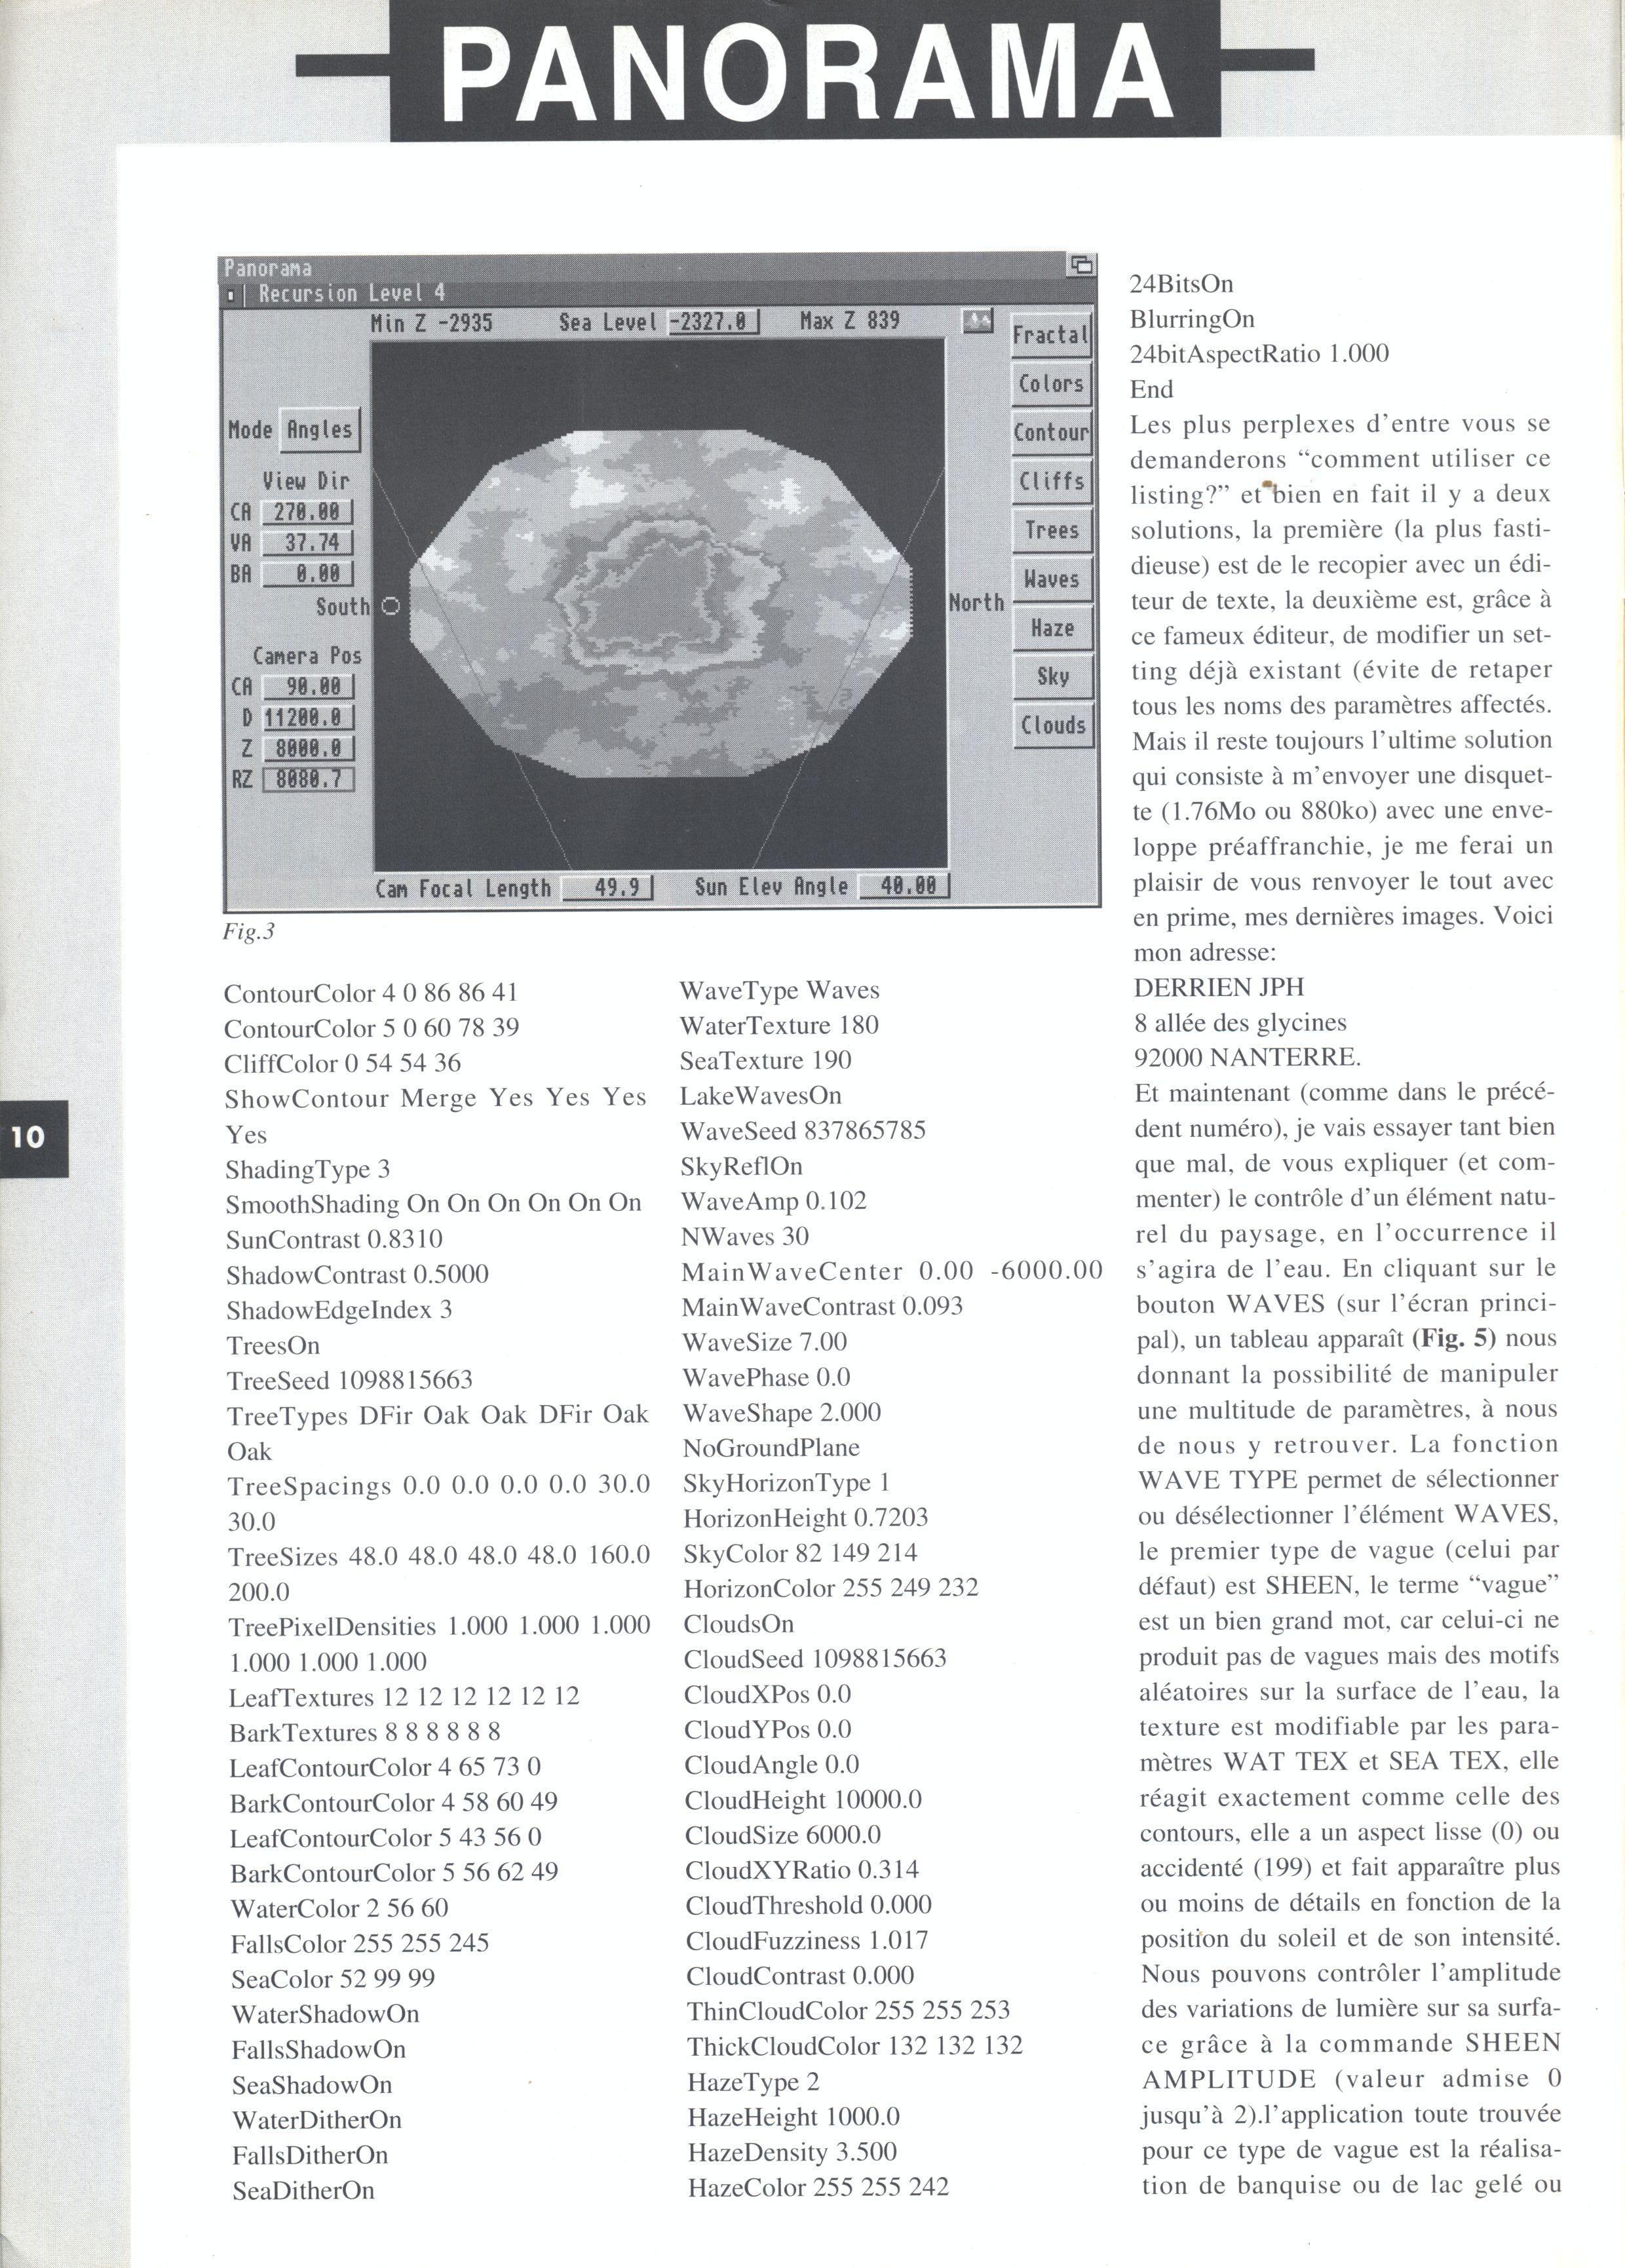 PANORAMA
Panorama
Recursion Level 4
Min Z -2935 Sea Level -2327.0 Max Z 839
Fractal
Colors
Contour
Cliffs
Trees
Waves
Haze
Sky
Clouds
Mode Angles
View Dir
CA 270.00
VA 37.74
BA 0.00
South
North
Camera Pos
CA 90.00
D 11200.0
Z 8000.0
RZ 8080.7
Cam Focal Length 49.9 Sun Elev Angle 40.00
Fig.3
10
ContourColor 4 0 86 86 41
ContourColor 5 0 60 78 39
CliffColor 0 54 54 36
ShowContour Merge Yes Yes Yes
Yes
ShadingType 3
SmoothShading On On On On On On
SunContrast 0.8310
ShadowContrast 0.5000
ShadowEdgeIndex 3
TreesOn
TreeSeed 1098815663
TreeTypes DFir Oak Oak DFir Oak
Oak
TreeSpacings 0.0 0.0 0.0 0.0 30.0
30.0
TreeSizes 48.0 48.0 48.0 48.0 160.0
200.0
TreePixelDensities 1.000 1.000 1.000
1.000 1.000 1.000
LeafTextures 12 12 12 12 12 12
BarkTextures 8 8 8 8 8 8
LeafContourColor 4 65 73 0
BarkContourColor 4 58 60 49
LeafContourColor 5 43 56 0
BarkContourColor 5 56 62 49
WaterColor 2 56 60
FallsColor 255 255 245
SeaColor 52 99 99
WaterShadowOn
FallsShadowOn
SeaShadowOn
WaterDitherOn
FallsDitherOn
SeaDitherOn
WaveType Waves
WaterTexture 180
SeaTexture 190
LakeWavesOn
WaveSeed 837865785
SkyReflOn
WaveAmp 0.102
NWaves 30
MainWaveCenter 0.00 -6000.00
MainWaveContrast 0.093
WaveSize 7.00
WavePhase 0.0
WaveShape 2.000
NoGroundPlane
SkyHorizonType 1
HorizonHeight 0.7203
SkyColor 82 149 214
HorizonColor 255 249 232
CloudsOn
CloudSeed 1098815663
CloudXPos 0.0
CloudYPos 0.0
CloudAngle 0.0
CloudHeight 10000.0
CloudSize 6000.0
CloudXYRatio 0.314
CloudThreshold 0.000
CloudFuzziness 1.017
CloudContrast 0.000
ThinCloudColor 255 255 253
ThickCloudColor 132 132 132
HazeType 2
HazeHeight 1000.0
HazeDensity 3.500
HazeColor 255 255 242
24BitsOn
BlurringOn
24bitAspectRatio 1.000
End
Les plus perplexes d'entre vous se
demanderons “comment utiliser ce
listing?” et bien en fait il y a deux
solutions, la première (la plus fasti-
dieuse) est de le recopier avec un édi-
teur de texte, la deuxième est, grâce à
ce fameux éditeur, de modifier un set-
ting déjà existant (évite de retaper
tous les noms des paramètres affectés.
Mais il reste toujours l'ultime solution
qui consiste à m'envoyer une disquet-
te (1.76Mo ou 880ko) avec une enve-
loppe préaffranchie, je me ferai un
plaisir de vous renvoyer le tout avec
en prime, mes dernières images. Voici
mon adresse:
DERRIEN JPH
8 allée des glycines
92000 NANTERRE.
Et maintenant (comme dans le précé-
dent numéro), je vais essayer tant bien
que mal, de vous expliquer (et com-
menter) le contrôle d'un élément natu-
rel du paysage, en l'occurrence il
s'agira de l'eau. En cliquant sur le
bouton WAVES (sur l'écran princi-
pal), un tableau apparaît (Fig. 5) nous
donnant la possibilité de manipuler
une multitude de paramètres, à nous
de nous y retrouver. La fonction
WAVE TYPE permet de sélectionner
ou désélectionner l'élément WAVES,
le premier type de vague (celui par
défaut) est SHEEN, le terme “vague”
est un bien grand mot, car celui-ci ne
produit pas de vagues mais des motifs
aléatoires sur la surface de l'eau, la
texture est modifiable par les para-
mètres WAT TEX et SEA TEX, elle
réagit exactement comme celle des
contours, elle a un aspect lisse (0) ou
accidenté (199) et fait apparaître plus
ou moins de détails en fonction de la
position du soleil et de son intensité.
Nous pouvons contrôler l'amplitude
des variations de lumière sur sa surfa-
ce grâce à la commande SHEEN
AMPLITUDE (valeur admise 0
jusqu'à 2).l'application toute trouvée
pour ce type de vague est la réalisa-
tion de banquise ou de lac gelé ou